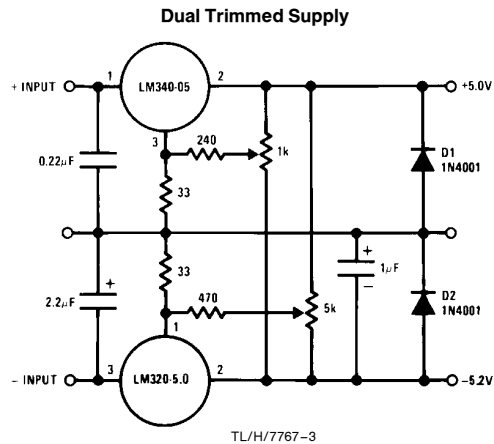 Dual Trimmed Supply
+ INPUT
1
LM340-05
2
+5.0V
3
240
1k
D1
1N4001
0.22µF
33
33
+
1µF
−
+
2.2µF
470
5k
D2
1N4001
1
− INPUT
3
LM320-5.0
2
−5.2V
TL/H/7767–3